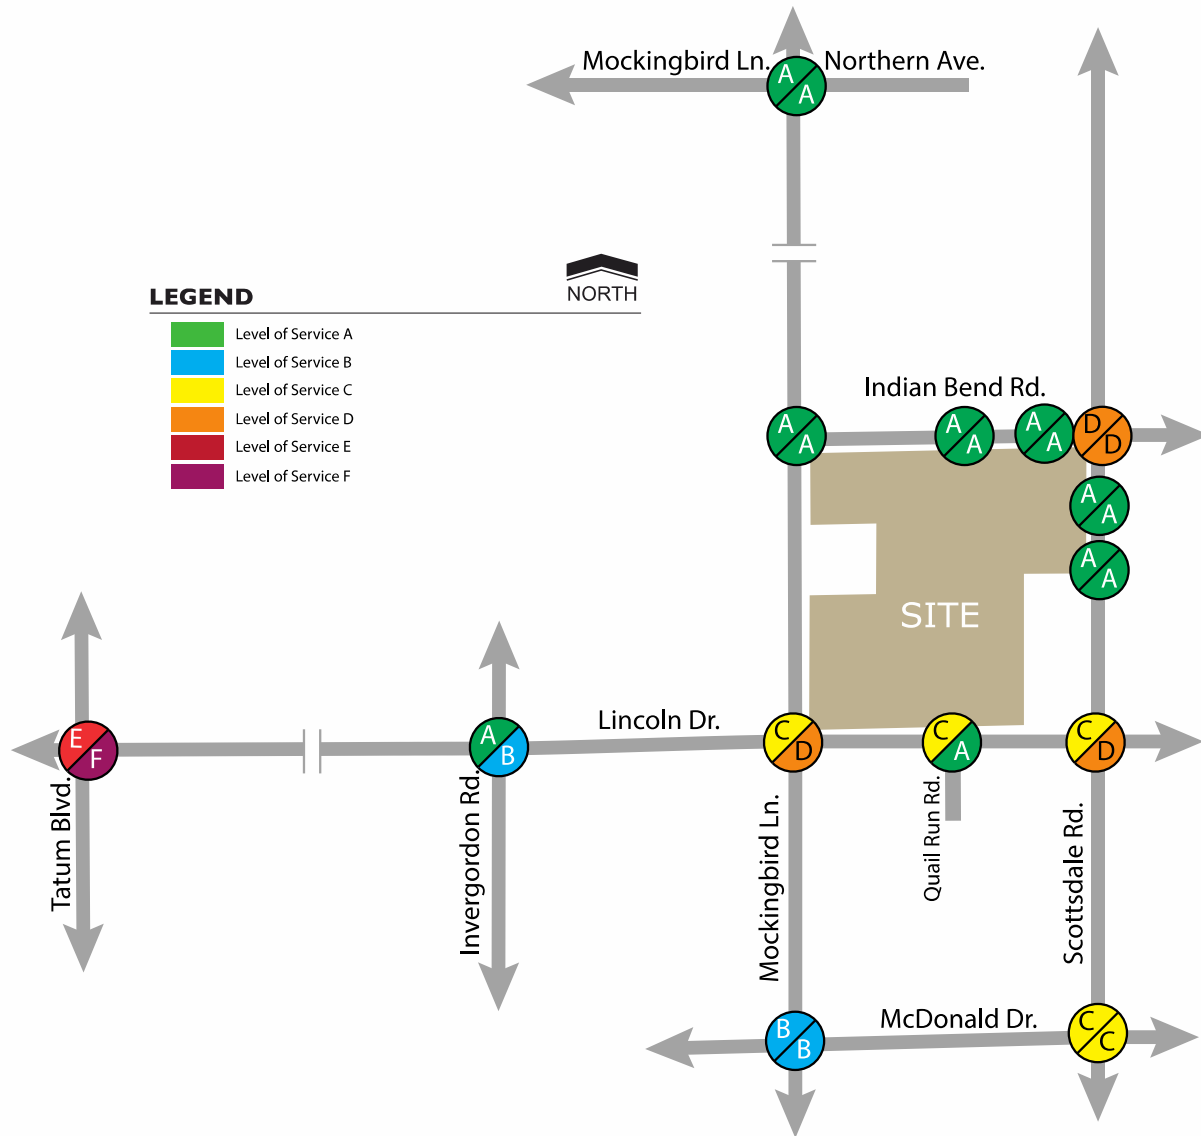 Mockingbird Ln.
Northern Ave.
A
A
NORTH
LEGEND
Level of Service A
Level of Service B
Level of Service C
Level of Service D
Level of Service E
Level of Service F
Indian Bend Rd.
A
A
A
A
A
A
D
D
A
A
A
A
SITE
Lincoln Dr.
E
F
A
B
C
D
C
A
C
D
Tatum Blvd.
Invergordon Rd.
Mockingbird Ln.
Quail Run Rd.
Scottsdale Rd.
McDonald Dr.
B
B
C
C